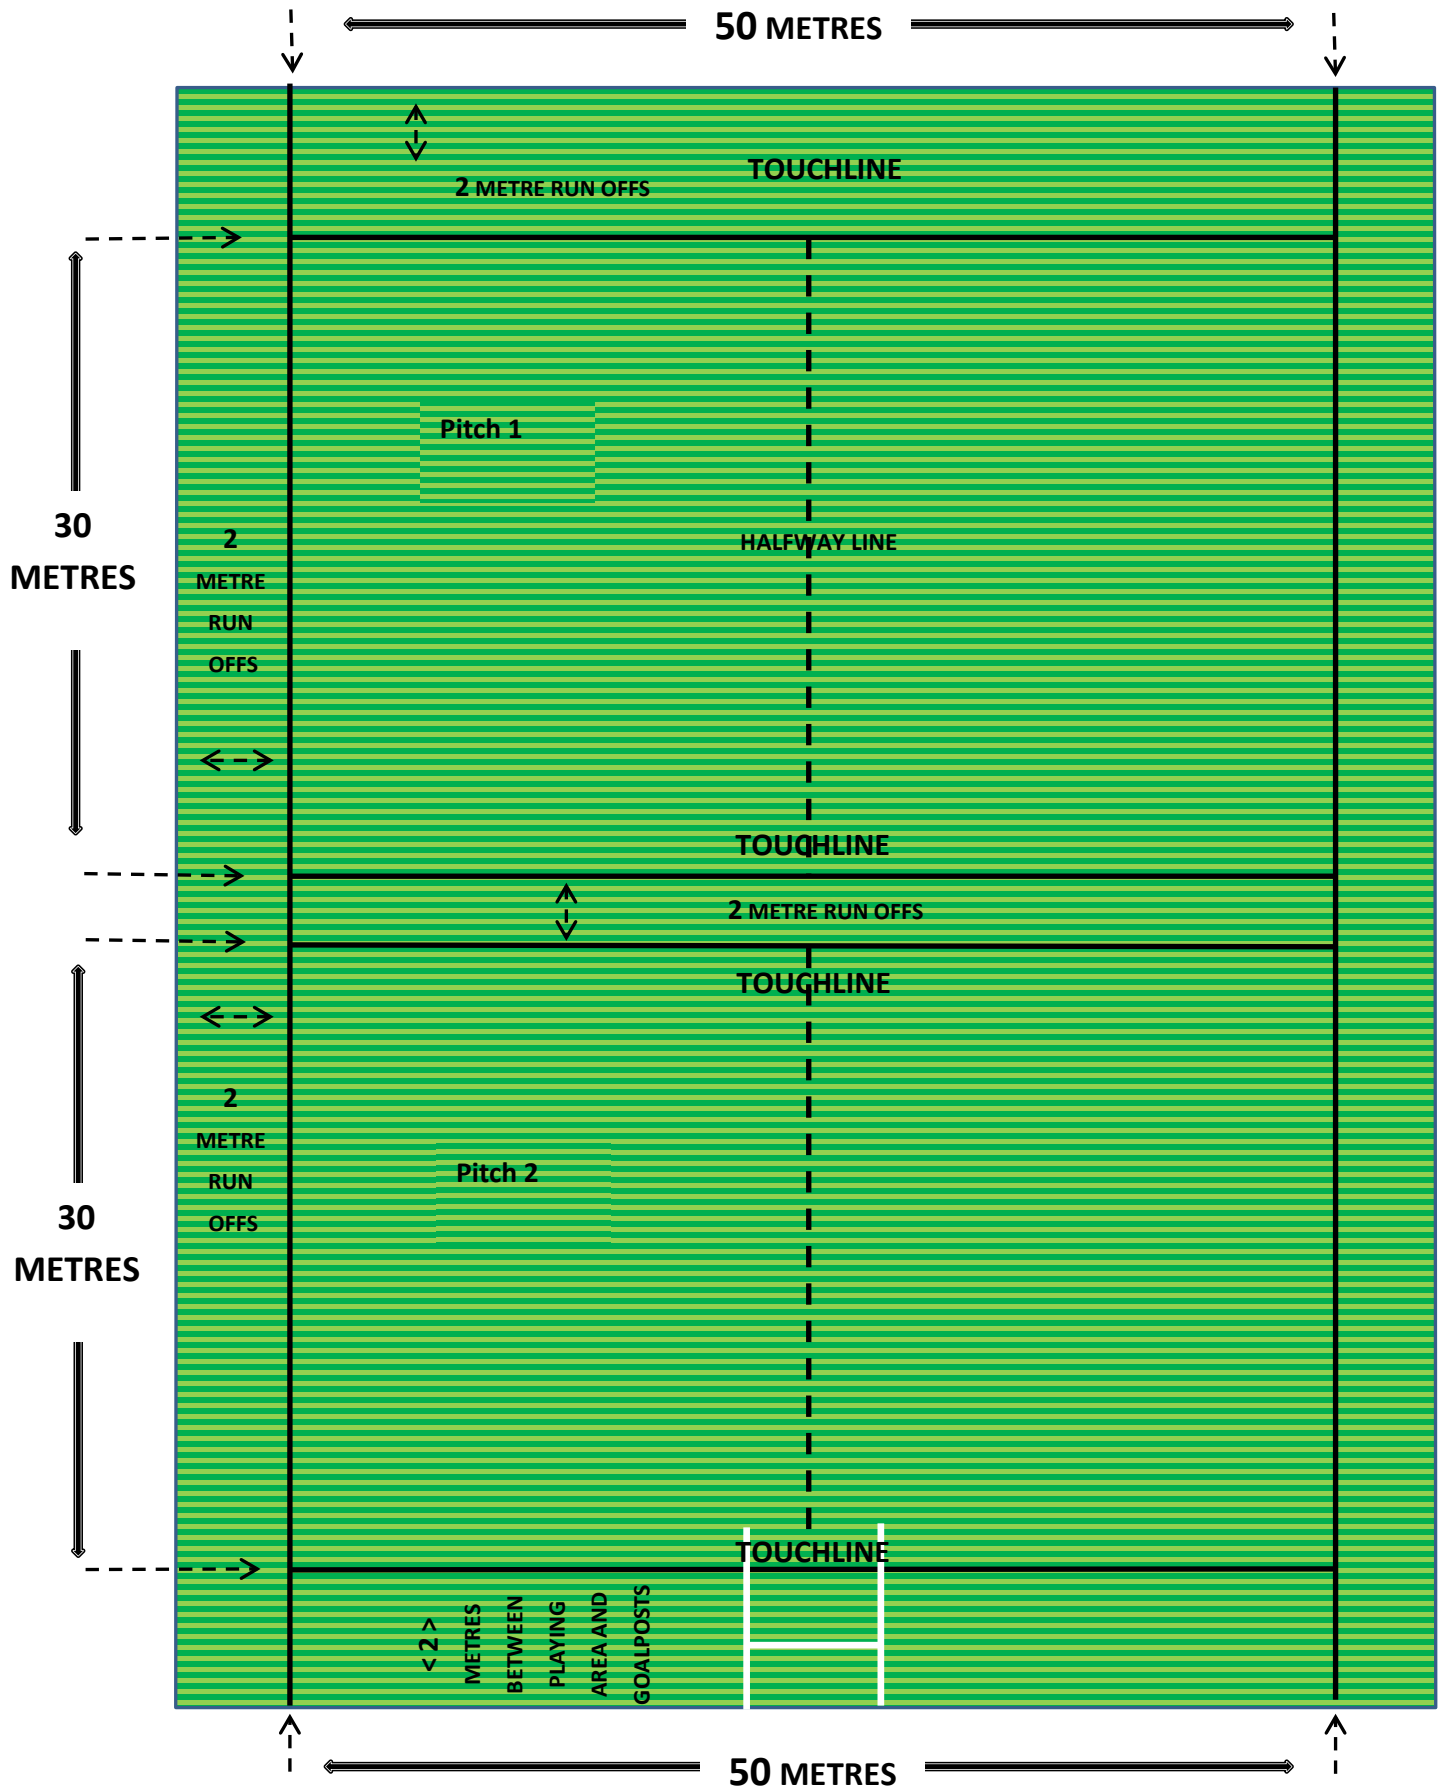 50 METRES
TOUCHLINE
2 METRE RUN OFFS
Pitch 1
30
METRES
2
METRE
RUN
OFFS
HALFWAY LINE
TOUCHLINE
2 METRE RUN OFFS
TOUCHLINE
2
METRE
RUN
OFFS
Pitch 2
30
METRES
TOUCHLINE
< 2 >
METRES
BETWEEN
PLAYING
AREA AND
GOALPOSTS
50 METRES